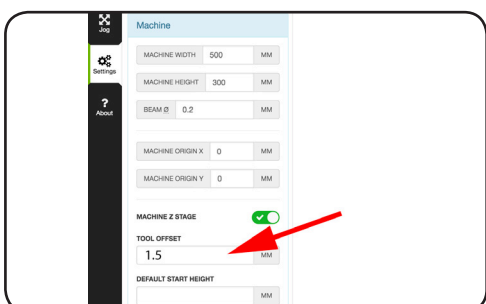 Jog
Machine
MACHINE WIDTH 500 MM
Settings
MACHINE HEIGHT 300 MM
? BEAM Ø 0.2 MM
About
MACHINE ORIGIN X 0 MM
MACHINE ORIGIN Y 0 MM
MACHINE Z STAGE
TOOL OFFSET
1.5 MM
DEFAULT START HEIGHT
MM